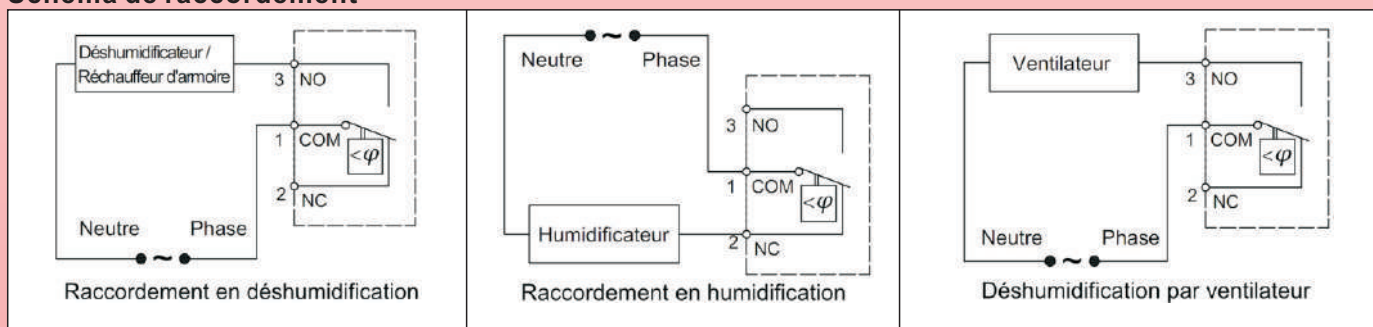 Schéma de raccordement
Déshumidificateur /
Réchauffeur d'armoire
3 NO
1 COM
<φ
2 NC
Neutre Phase
~
Raccordement en déshumidification
~
Neutre Phase
3 NO
1 COM
<φ
Humidificateur
2 NC
Raccordement en humidification
Ventilateur
3 NO
1 COM
<φ
2 NC
Neutre Phase
~
Déshumidification par ventilateur